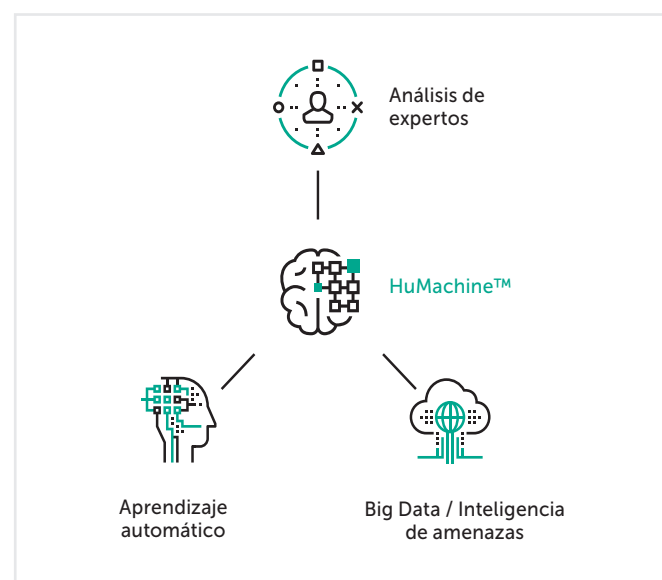 Análisis de
expertos
HuMachine™
Aprendizaje
automático
Big Data / Inteligencia
de amenazas